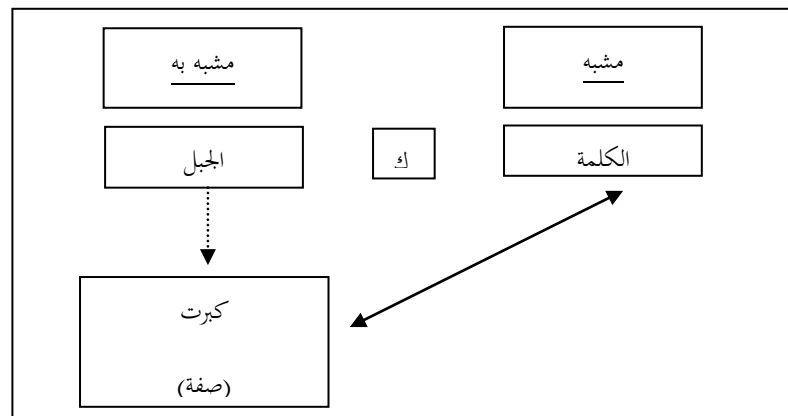 مشبه
مشبه به
الكلمة
ك
الجبل
كبرت
(صفة)